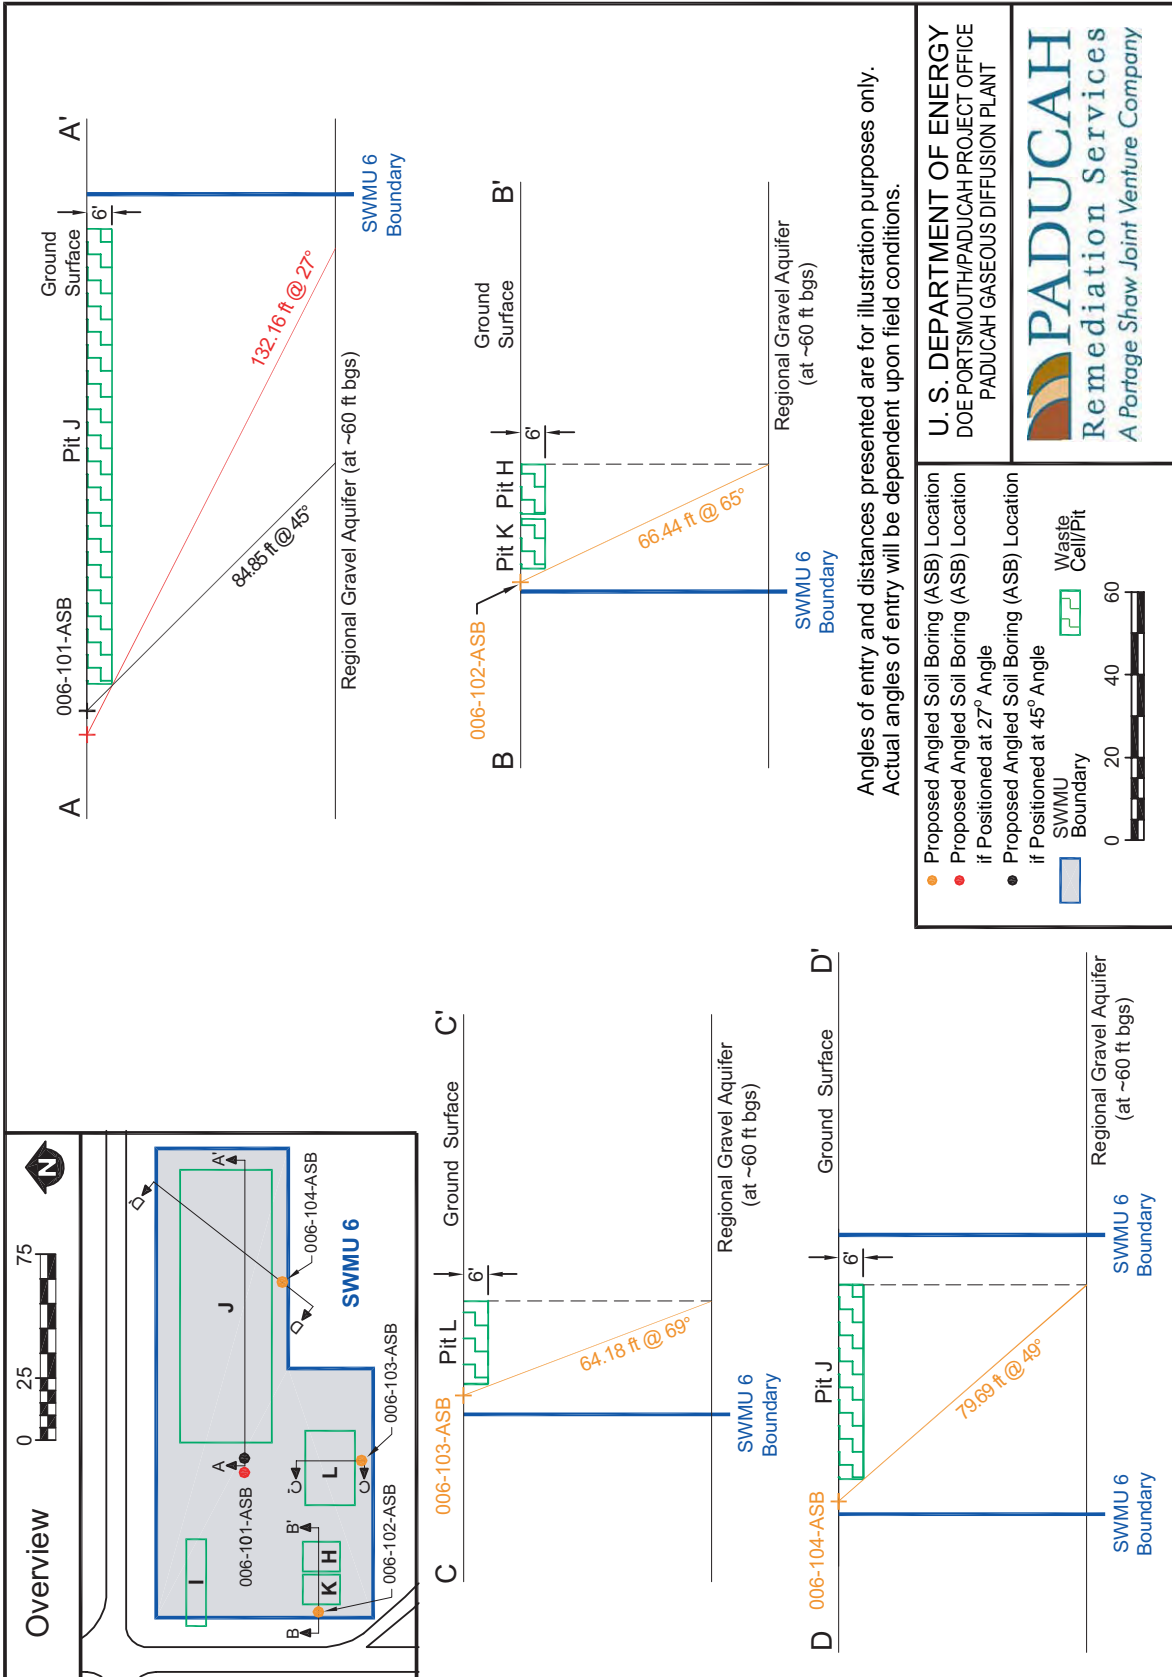 Overview
0 25 75
N
I
J
K
H
L
A
A'
B
B'
C
C'
D
D'
006-101-ASB
006-102-ASB
006-103-ASB
006-104-ASB
SWMU 6
A
A'
006-101-ASB
Pit J
Ground
Surface
6'
132.16 ft @ 27°
84.85 ft @ 45°
Regional Gravel Aquifer (at ~60 ft bgs)
SWMU 6
Boundary
B
B'
006-102-ASB
Pit K
Pit H
6'
Ground
Surface
66.44 ft @ 65°
SWMU 6
Boundary
Regional Gravel Aquifer
(at ~60 ft bgs)
C
C'
006-103-ASB
Pit L
6'
Ground Surface
64.18 ft @ 69°
SWMU 6
Boundary
Regional Gravel Aquifer
(at ~60 ft bgs)
D
D'
006-104-ASB
Pit J
6'
Ground Surface
79.69 ft @ 49°
SWMU 6
Boundary
SWMU 6
Boundary
Regional Gravel Aquifer
(at ~60 ft bgs)
Angles of entry and distances presented are for illustration purposes only.
Actual angles of entry will be dependent upon field conditions.
Proposed Angled Soil Boring (ASB) Location
Proposed Angled Soil Boring (ASB) Location
if Positioned at 27° Angle
Proposed Angled Soil Boring (ASB) Location
if Positioned at 45° Angle
SWMU
Boundary
Waste
Cell/Pit
0 20 40 60
U. S. DEPARTMENT OF ENERGY
DOE PORTSMOUTH/PADUCAH PROJECT OFFICE
PADUCAH GASEOUS DIFFUSION PLANT
PADUCAH
Remediation Services
A Portage Shaw Joint Venture Company